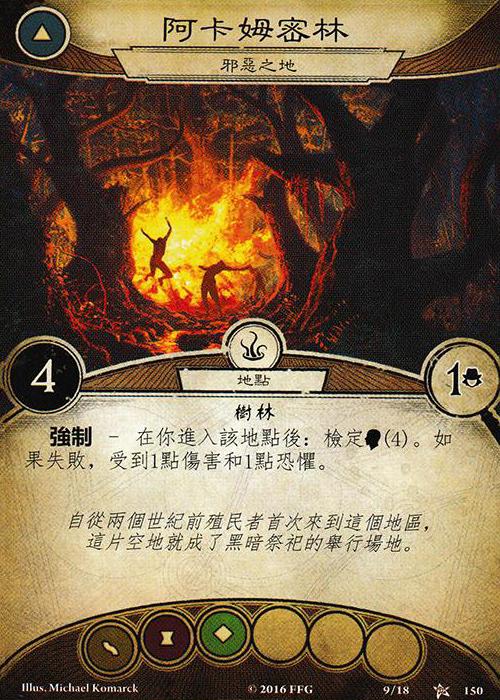 阿卡姆密林
邪惡之地
4
地點
1
樹林
強制 – 在你進入該地點後：檢定(4)。如
果失敗，受到1點傷害和1點恐懼。
自從兩個世紀前殖民者首次來到這個地區，
這片空地就成了黑暗祭祀的舉行場地。
Illus. Michael Komarck
© 2016 FFG
9/18
150